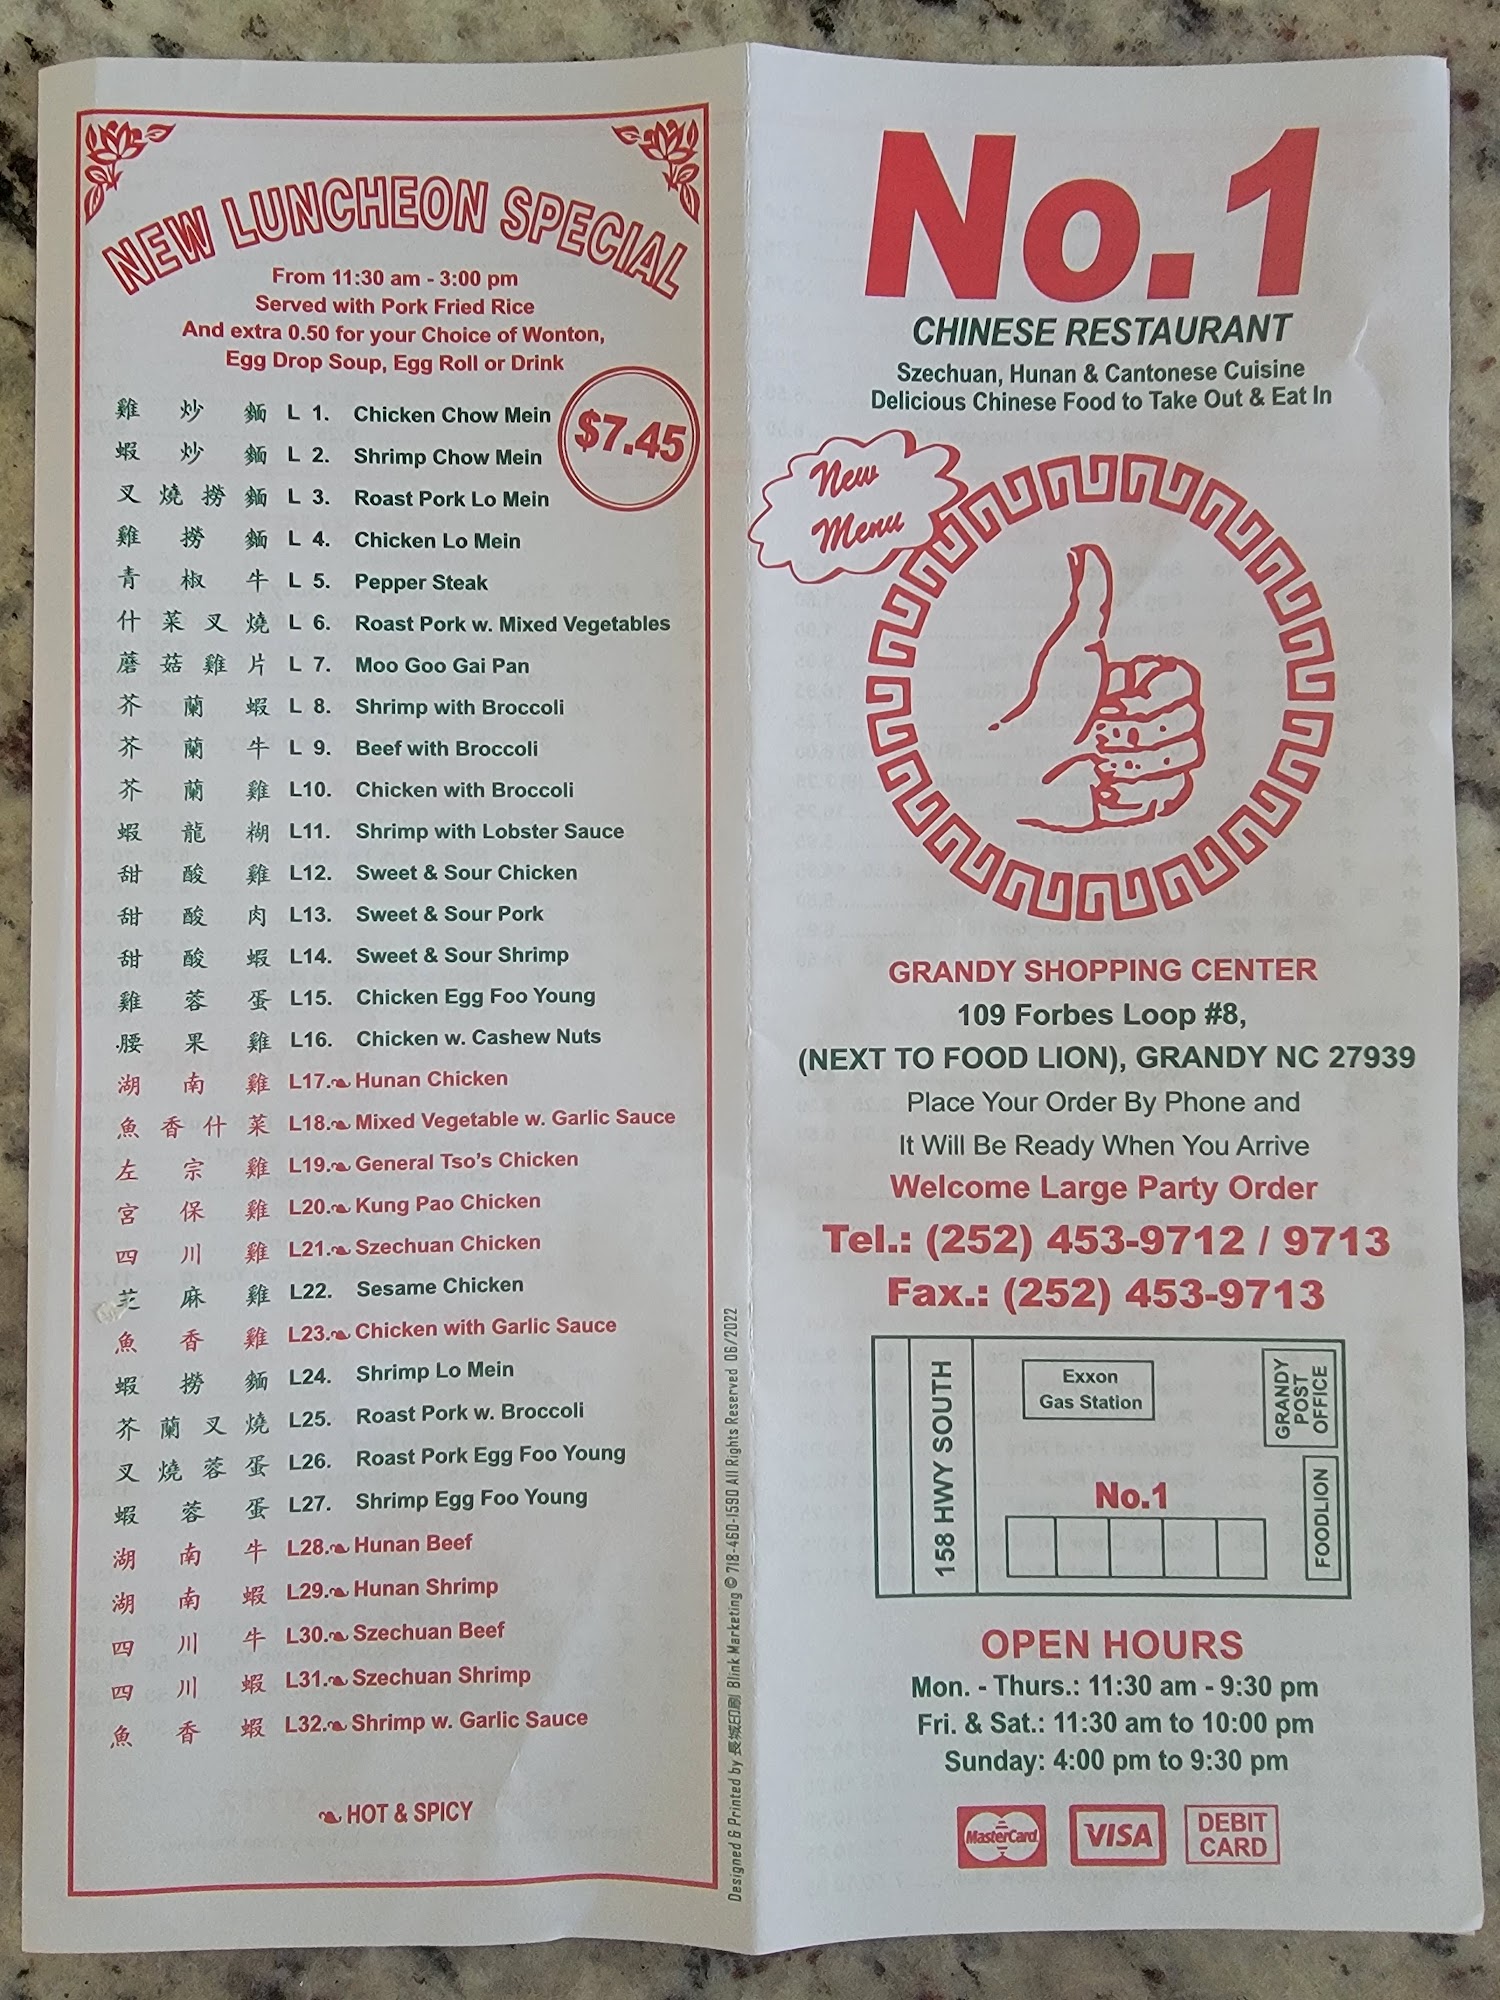 NEW LUNCHEON SPECIAL
From 11:30 am - 3:00 pm
Served with Pork Fried Rice
And extra 0.50 for your Choice of Wonton,
Egg Drop Soup, Egg Roll or Drink
$7.45
雞炒麵 L 1. Chicken Chow Mein
蝦炒麵 L 2. Shrimp Chow Mein
叉燒撈麵 L 3. Roast Pork Lo Mein
雞撈麵 L 4. Chicken Lo Mein
青椒牛 L 5. Pepper Steak
什菜叉燒 L 6. Roast Pork w. Mixed Vegetables
蘑菇雞片 L 7. Moo Goo Gai Pan
芥蘭蝦 L 8. Shrimp with Broccoli
芥蘭牛 L 9. Beef with Broccoli
芥蘭雞 L10. Chicken with Broccoli
蝦龍糊 L11. Shrimp with Lobster Sauce
甜酸雞 L12. Sweet & Sour Chicken
甜酸肉 L13. Sweet & Sour Pork
甜酸蝦 L14. Sweet & Sour Shrimp
雞蓉蛋 L15. Chicken Egg Foo Young
腰果雞 L16. Chicken w. Cashew Nuts
湖南雞 L17. Hunan Chicken
魚香什菜 L18. Mixed Vegetable w. Garlic Sauce
左宗雞 L19. General Tso's Chicken
宮保雞 L20. Kung Pao Chicken
四川雞 L21. Szechuan Chicken
芝麻雞 L22. Sesame Chicken
魚香雞 L23. Chicken with Garlic Sauce
蝦撈麵 L24. Shrimp Lo Mein
芥蘭叉燒 L25. Roast Pork w. Broccoli
叉燒蓉蛋 L26. Roast Pork Egg Foo Young
蝦蓉蛋 L27. Shrimp Egg Foo Young
湖南牛 L28. Hunan Beef
湖南蝦 L29. Hunan Shrimp
四川牛 L30. Szechuan Beef
四川蝦 L31. Szechuan Shrimp
魚香蝦 L32. Shrimp w. Garlic Sauce
HOT & SPICY
Designed & Printed by 長城印刷 Blink Marketing © 718-460-1590 All Rights Reserved 06/2022
No.1
CHINESE RESTAURANT
Szechuan, Hunan & Cantonese Cuisine
Delicious Chinese Food to Take Out & Eat In
New
Menu
GRANDY SHOPPING CENTER
109 Forbes Loop #8,
(NEXT TO FOOD LION), GRANDY NC 27939
Place Your Order By Phone and
It Will Be Ready When You Arrive
Welcome Large Party Order
Tel.: (252) 453-9712 / 9713
Fax.: (252) 453-9713
158 HWY SOUTH
Exxon
Gas Station
GRANDY
POST
OFFICE
No.1
FOODLION
OPEN HOURS
Mon. - Thurs.: 11:30 am - 9:30 pm
Fri. & Sat.: 11:30 am to 10:00 pm
Sunday: 4:00 pm to 9:30 pm
MasterCard
VISA
DEBIT
CARD